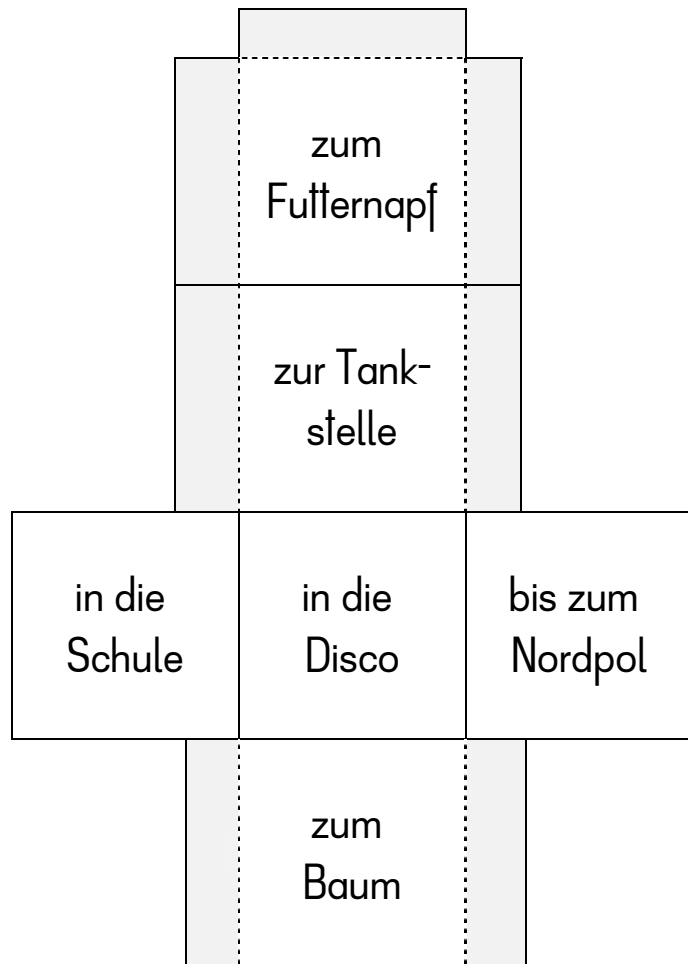 zum
Futternapf
zur Tank-
stelle
in die
Schule
in die
Disco
bis zum
Nordpol
zum
Baum